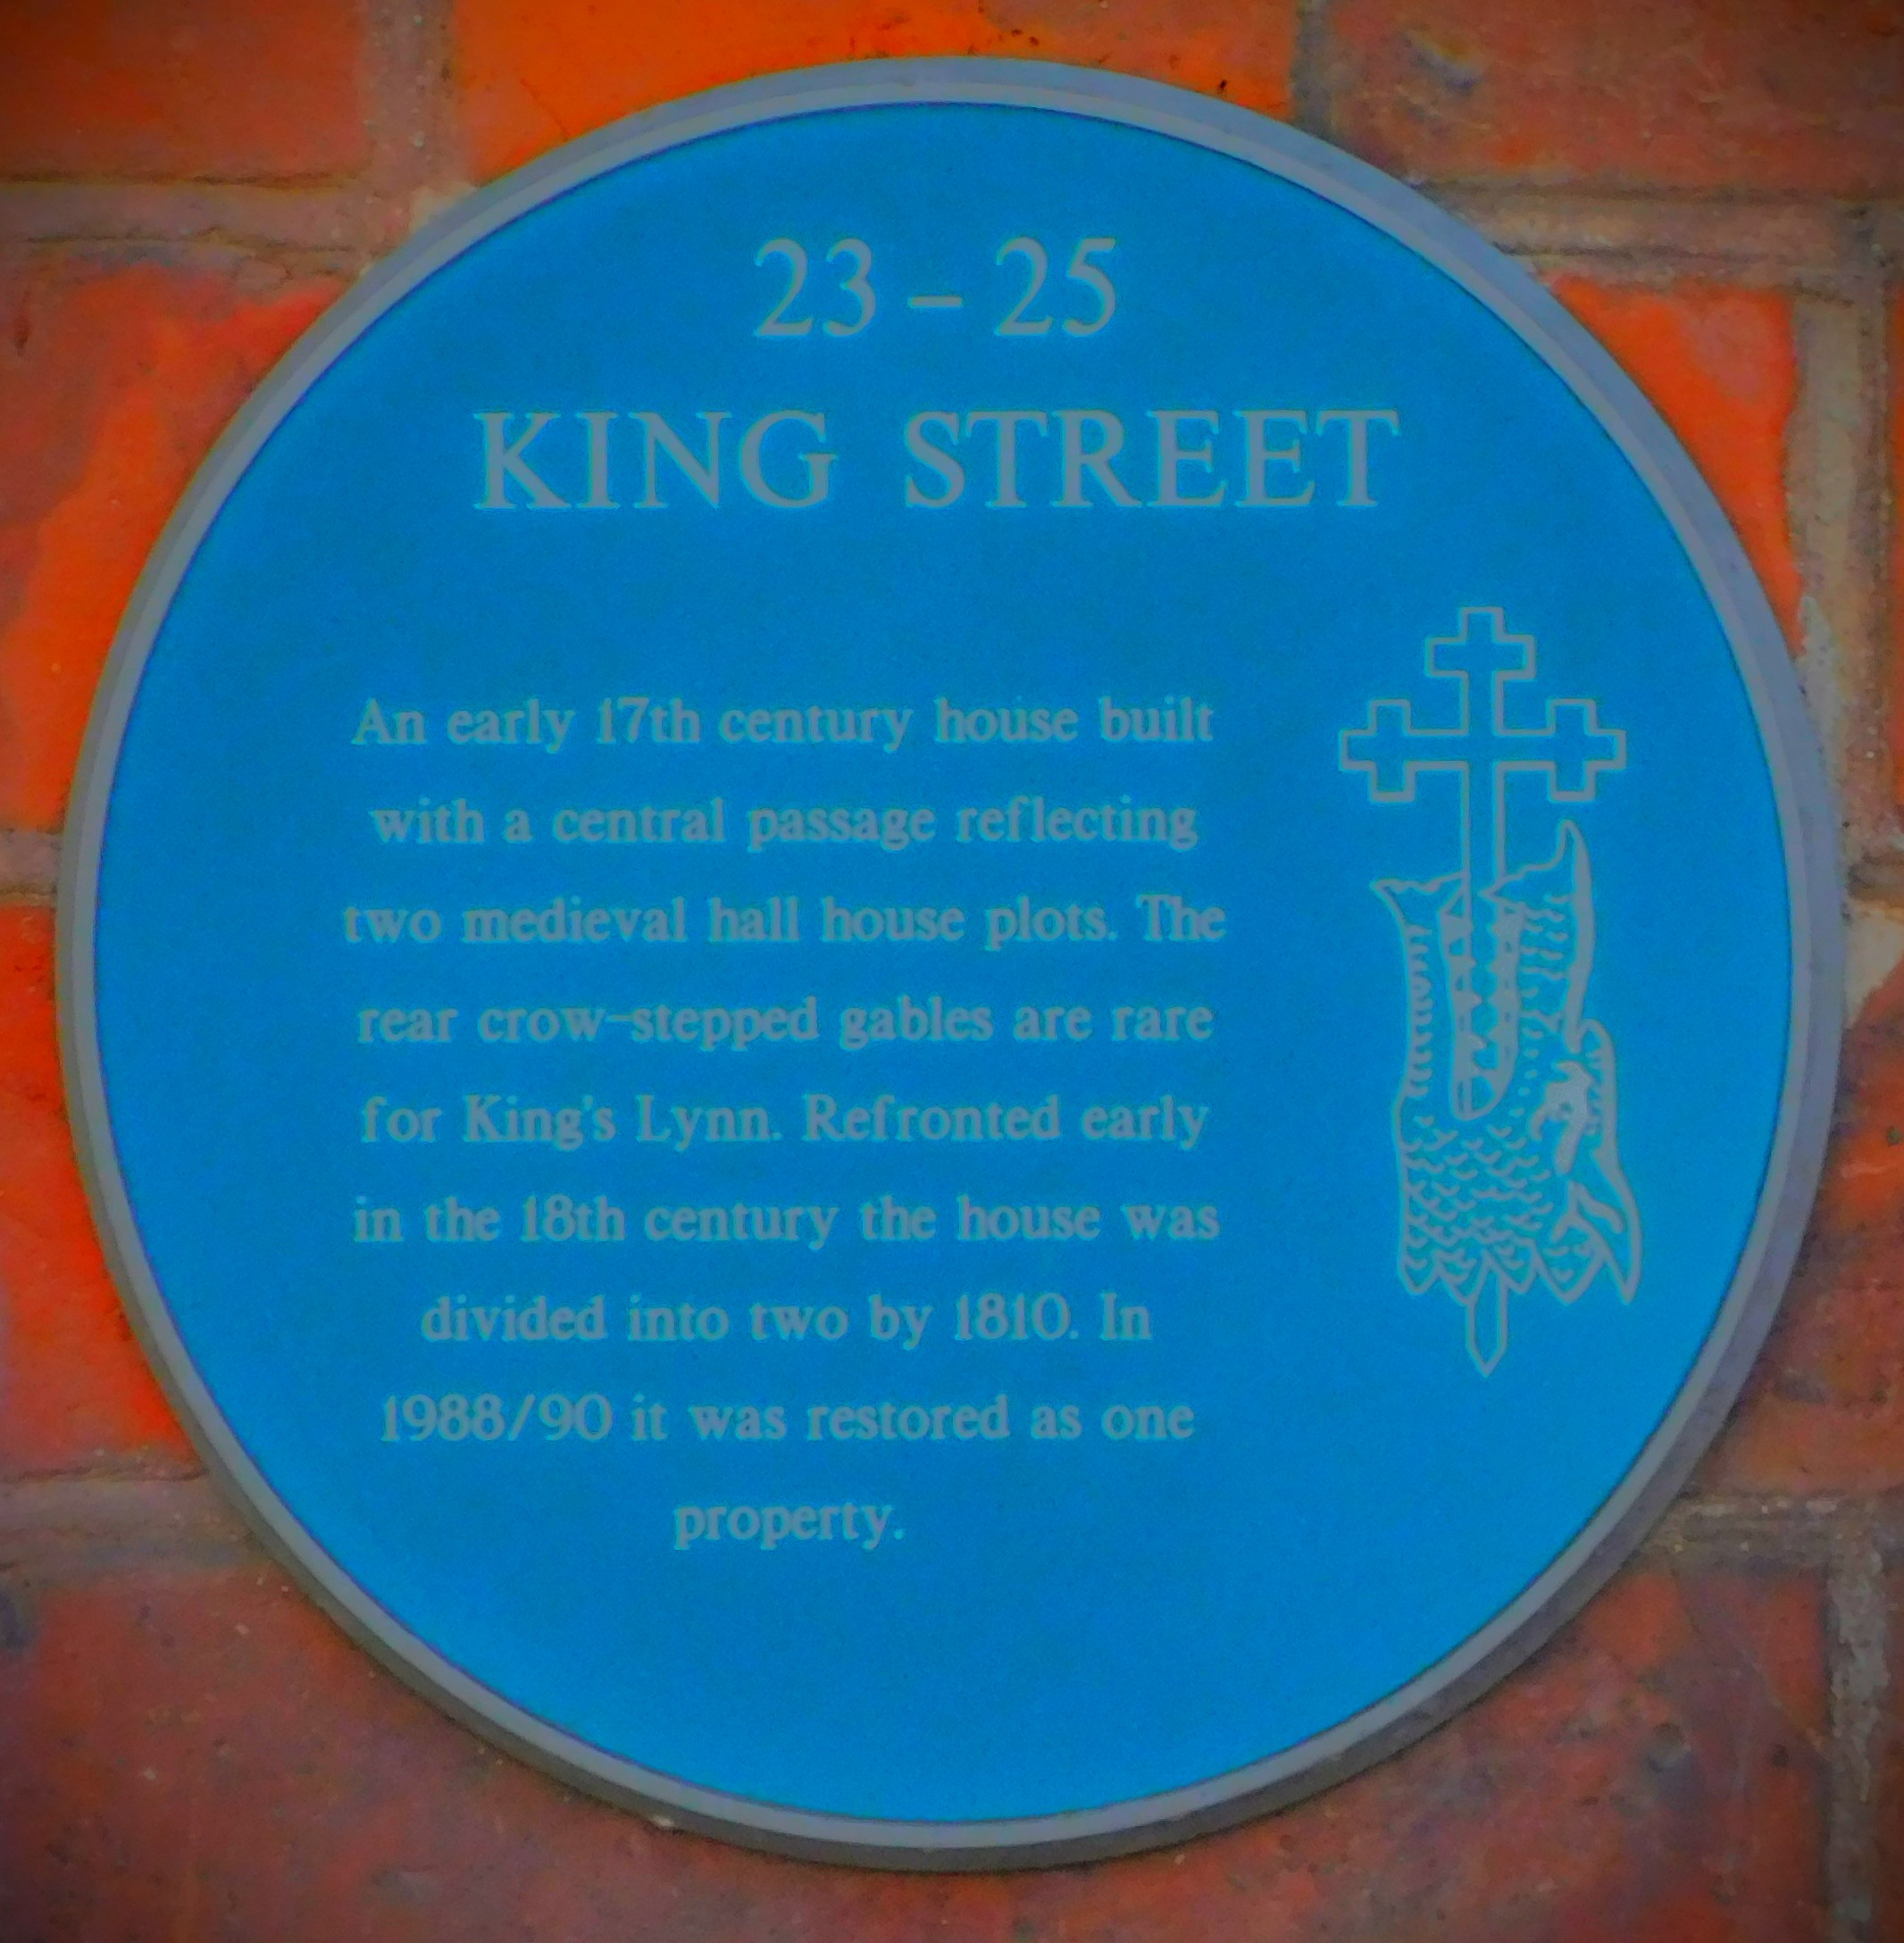 23 – 25
KING STREET
An early 17th century house built
with a central passage reflecting
two medieval hall house plots. The
rear crow-stepped gables are rare
for King's Lynn. Refronted early
in the 18th century the house was
divided into two by 1810. In
1988/90 it was restored as one
property.